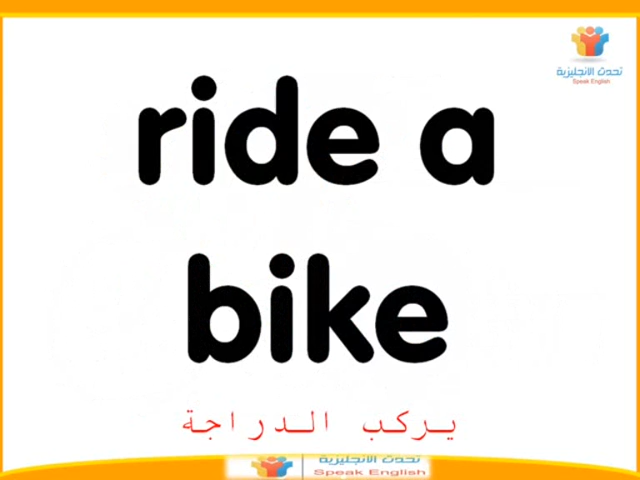 تحدث الانجليزية
Speak English
ride a
bike
يركب الدراجة
تحدث الانجليزية
Speak English